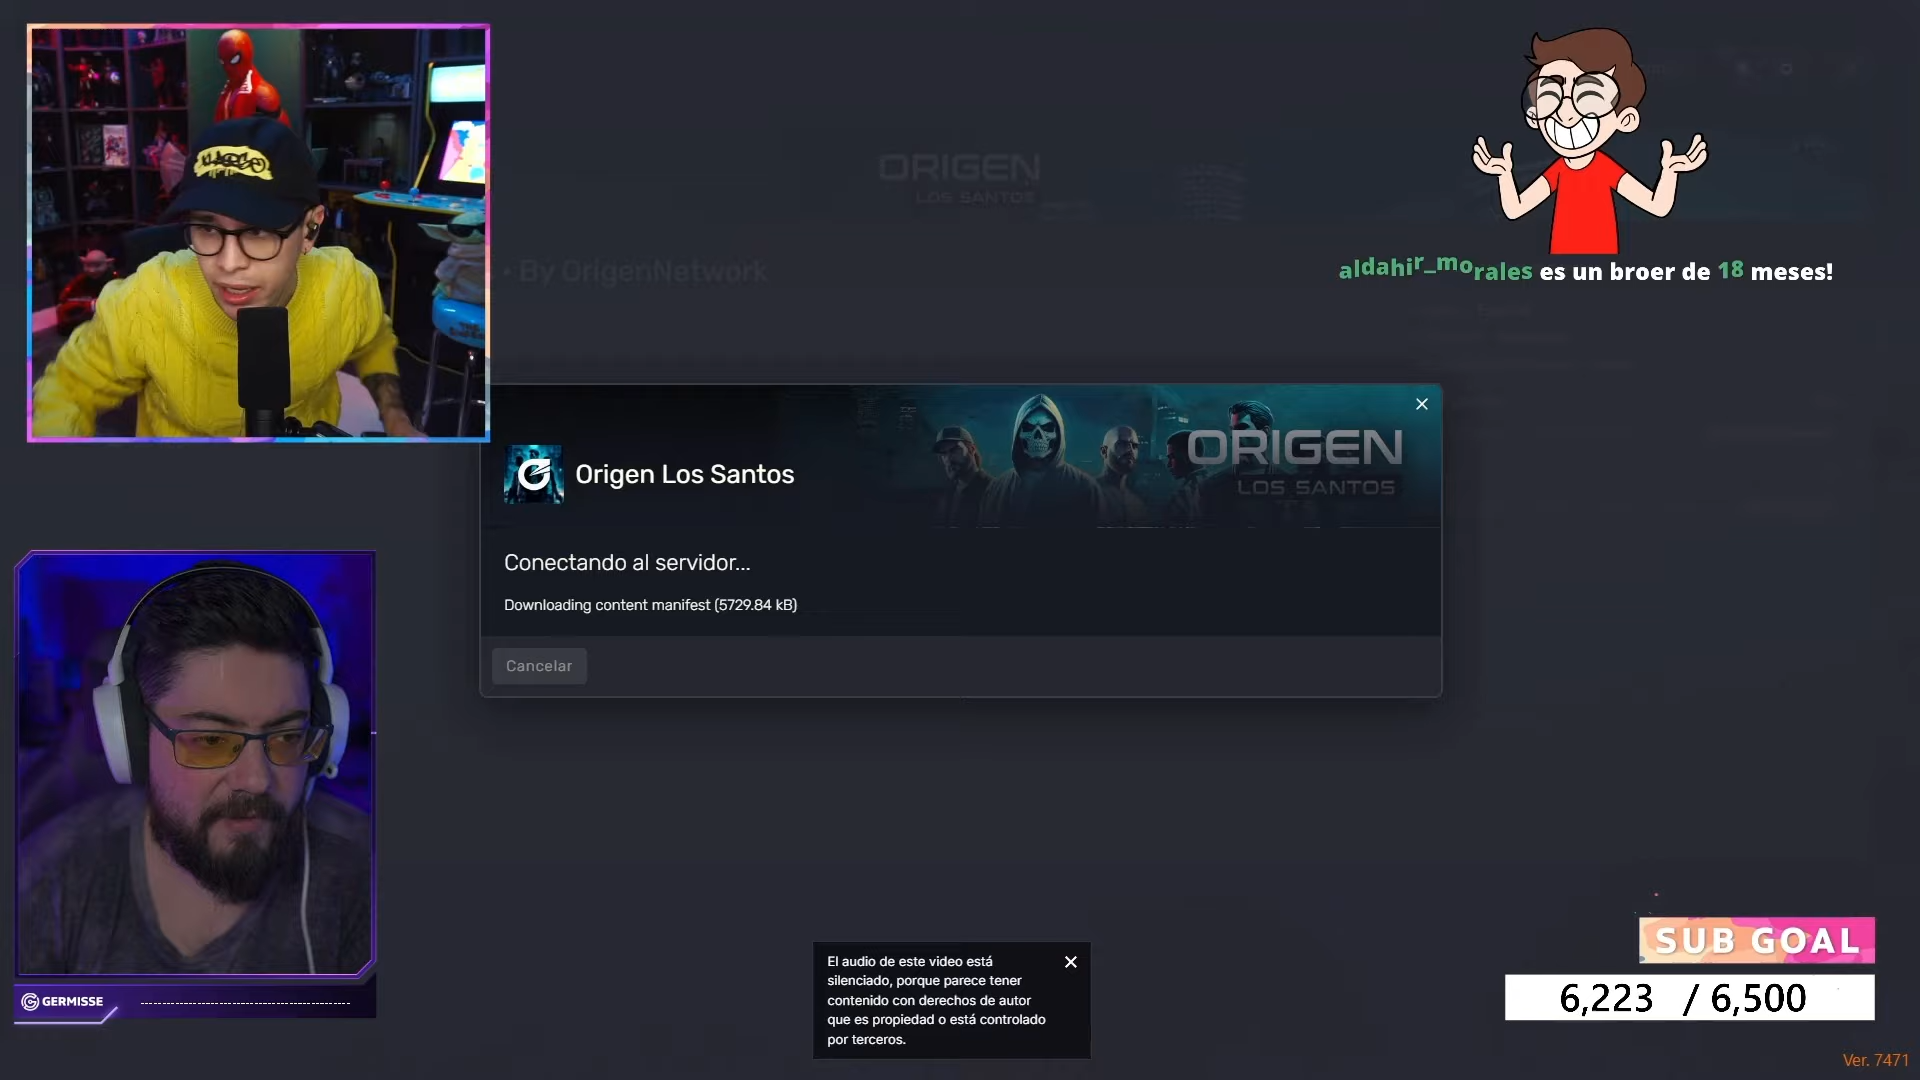 ORIGEN
LOS SANTOS
• By OrigenNetwork
aldahir_morales es un broer de 18 meses!
ORIGEN
LOS SANTOS
Origen Los Santos
Conectando al servidor...
Downloading content manifest (5729.84 kB)
Cancelar
GERMISSE
El audio de este video está
silenciado, porque parece tener
contenido con derechos de autor
que es propiedad o está controlado
por terceros.
SUB GOAL
6,223 / 6,500
Ver. 7471